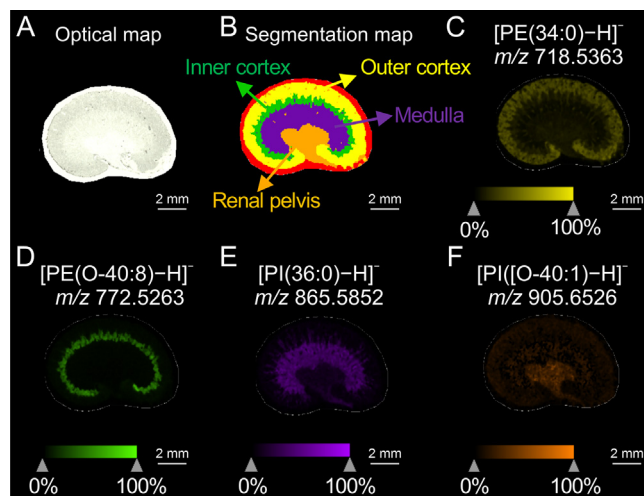 A Optical map
2 mm
B Segmentation map
Inner cortex
Outer cortex
Medulla
Renal pelvis
2 mm
C [PE(34:0)−H]⁻
m/z 718.5363
2 mm
0% 100%
D [PE(O-40:8)−H]⁻
m/z 772.5263
2 mm
0% 100%
E [PI(36:0)−H]⁻
m/z 865.5852
2 mm
0% 100%
F [PI([O-40:1)−H]⁻
m/z 905.6526
2 mm
0% 100%